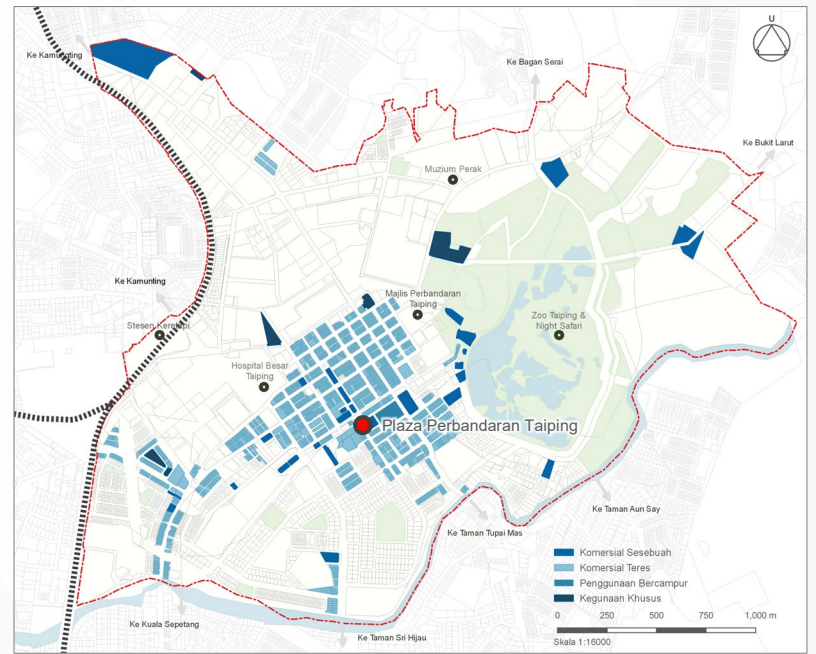 U
Ke Kamungting
Ke Bagan Serai
Ke Bukit Larut
Muzium Perak
Ke Kamunting
Majlis Perbandaran
Taiping
Stesen Keretapi
Zoo Taiping &
Night Safari
Hospital Besar
Taiping
Plaza Perbandaran Taiping
Ke Taman Aun Say
Ke Taman Tupai Mas
Ke Kuala Sepetang
Ke Taman Sri Hijau
Komersial Sesebuah
Komersial Teres
Penggunaan Bercampur
Kegunaan Khusus
0 250 500 750 1,000 m
Skala 1:16000